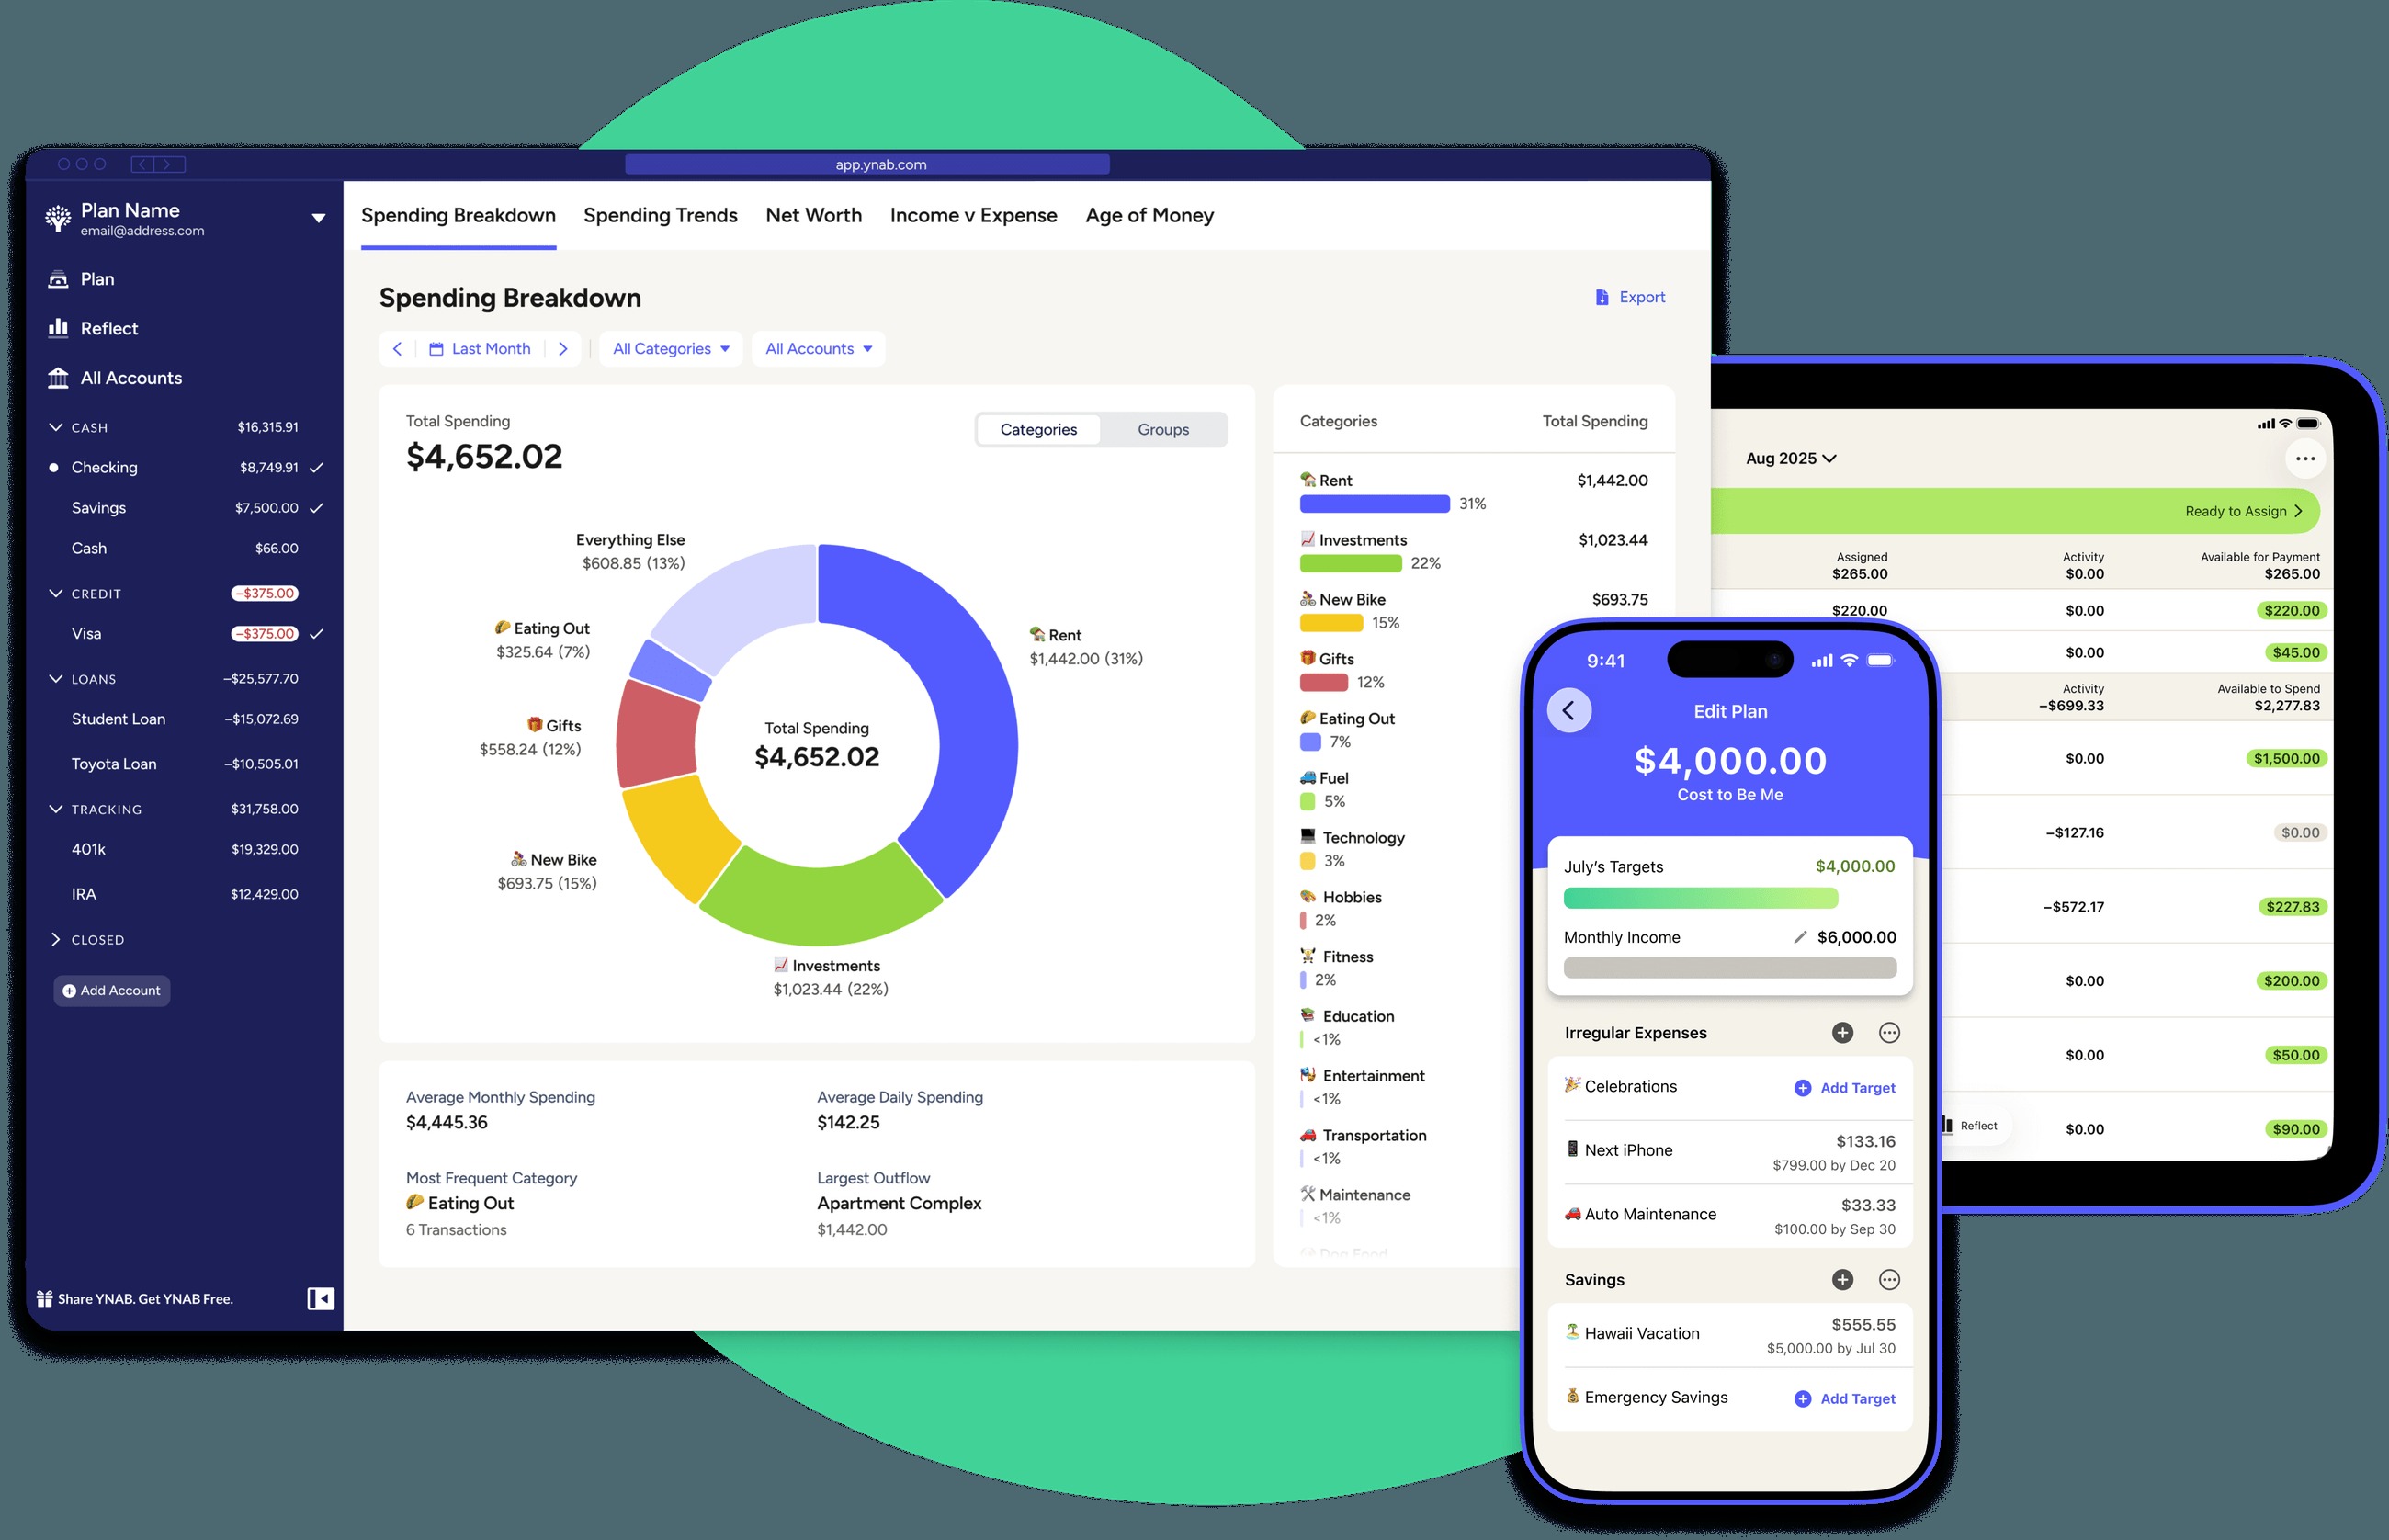 app.ynab.com
Plan Name
email@address.com
Plan
Reflect
All Accounts
CASH $16,315.91
Checking $8,749.91
Savings $7,500.00
Cash $66.00
CREDIT −$375.00
Visa −$375.00
LOANS −$25,577.70
Student Loan −$15,072.69
Toyota Loan −$10,505.01
TRACKING $31,758.00
401k $19,329.00
IRA $12,429.00
CLOSED
Add Account
Share YNAB. Get YNAB Free.
Spending Breakdown Spending Trends Net Worth Income v Expense Age of Money
Spending Breakdown
Export
Last Month All Categories All Accounts
Total Spending
$4,652.02
Categories Groups
Everything Else
$608.85 (13%)
Eating Out
$325.64 (7%)
Gifts
$558.24 (12%)
New Bike
$693.75 (15%)
Investments
$1,023.44 (22%)
Rent
$1,442.00 (31%)
Total Spending
$4,652.02
Average Monthly Spending
$4,445.36
Average Daily Spending
$142.25
Most Frequent Category
Eating Out
6 Transactions
Largest Outflow
Apartment Complex
$1,442.00
Categories Total Spending
Rent $1,442.00
31%
Investments $1,023.44
22%
New Bike $693.75
15%
Gifts
12%
Eating Out
7%
Fuel
5%
Technology
3%
Hobbies
2%
Fitness
2%
Education
<1%
Entertainment
<1%
Transportation
<1%
Maintenance
<1%
Dog Food
9:41
Edit Plan
$4,000.00
Cost to Be Me
July's Targets $4,000.00
Monthly Income $6,000.00
Irregular Expenses
Celebrations Add Target
Next iPhone $133.16
$799.00 by Dec 20
Auto Maintenance $33.33
$100.00 by Sep 30
Savings
Hawaii Vacation $555.55
$5,000.00 by Jul 30
Emergency Savings Add Target
Aug 2025
Ready to Assign
Assigned Activity Available for Payment
$265.00 $0.00 $265.00
$220.00 $0.00 $220.00
$0.00 $45.00
Activity Available to Spend
−$699.33 $2,277.83
$0.00 $1,500.00
−$127.16 $0.00
−$572.17 $227.83
$0.00 $200.00
$0.00 $50.00
Reflect $0.00 $90.00